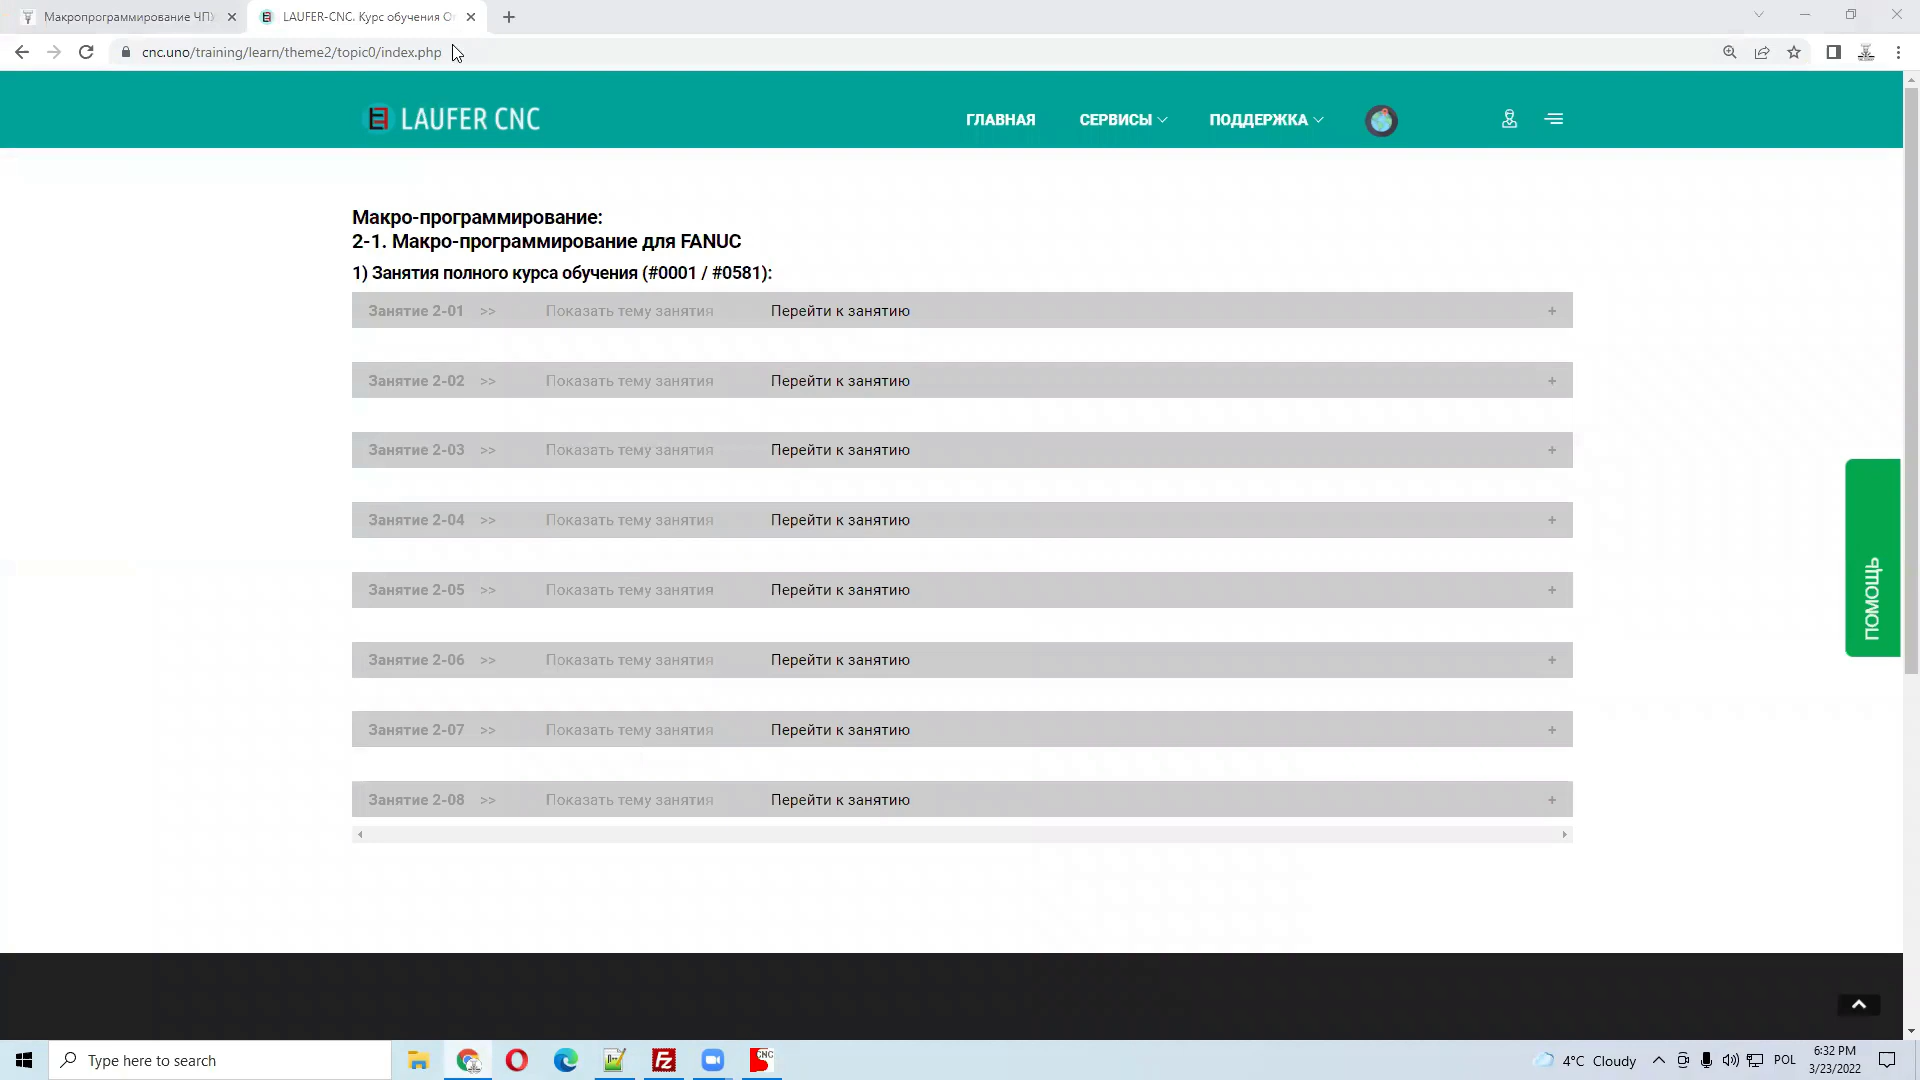 Макропрограммирование ЧПУ
LAUFER-CNC. Курс обучения
cnc.uno/training/learn/theme2/topic0/index.php
LAUFER CNC
ГЛАВНАЯ
СЕРВИСЫ
ПОДДЕРЖКА
Макро-программирование:
2-1. Макро-программирование для FANUC
1) Занятия полного курса обучения (#0001 / #0581):
Занятие 2-01 >> Показать тему занятия Перейти к занятию +
Занятие 2-02 >> Показать тему занятия Перейти к занятию +
Занятие 2-03 >> Показать тему занятия Перейти к занятию +
Занятие 2-04 >> Показать тему занятия Перейти к занятию +
Занятие 2-05 >> Показать тему занятия Перейти к занятию +
Занятие 2-06 >> Показать тему занятия Перейти к занятию +
Занятие 2-07 >> Показать тему занятия Перейти к занятию +
Занятие 2-08 >> Показать тему занятия Перейти к занятию +
ПОМОЩЬ
Type here to search
Fz
CNC
4°C Cloudy
POL
6:32 PM
3/23/2022